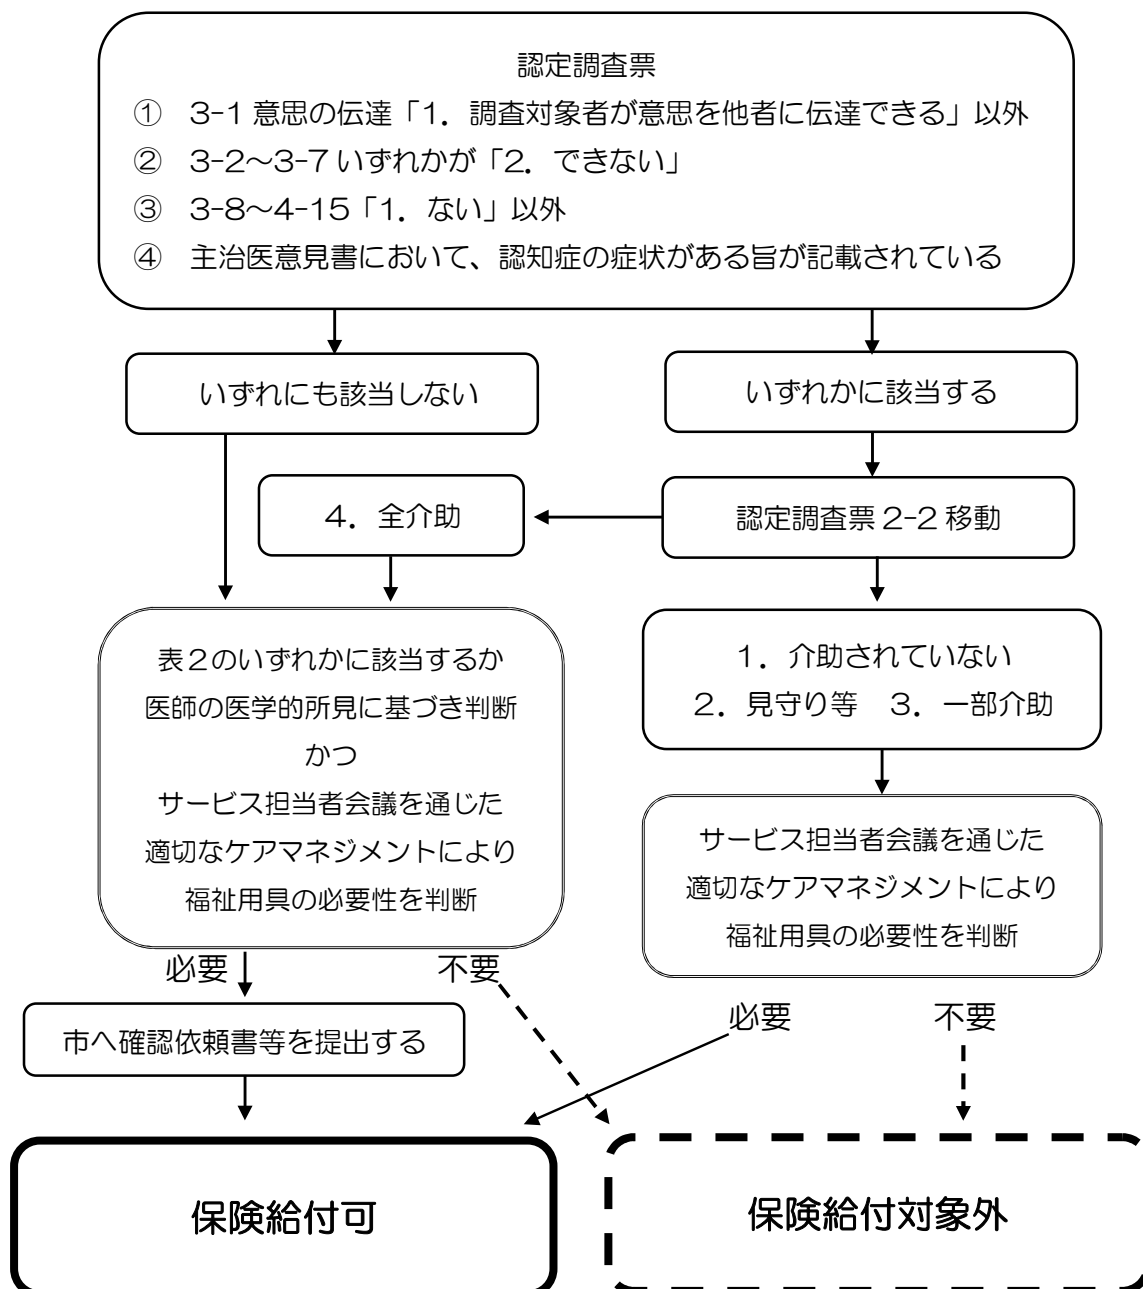 認定調査票
① 3-1 意思の伝達「1．調査対象者が意思を他者に伝達できる」以外
② 3-2～3-7 いずれかが「2．できない」
③ 3-8～4-15「1．ない」以外
④ 主治医意見書において、認知症の症状がある旨が記載されている
いずれにも該当しない
いずれかに該当する
4．全介助
認定調査票 2-2 移動
表２のいずれかに該当するか
医師の医学的所見に基づき判断
かつ
サービス担当者会議を通じた
適切なケアマネジメントにより
福祉用具の必要性を判断
1．介助されていない
2．見守り等 3．一部介助
サービス担当者会議を通じた
適切なケアマネジメントにより
福祉用具の必要性を判断
必要
不要
市へ確認依頼書等を提出する
必要
不要
保険給付可
保険給付対象外